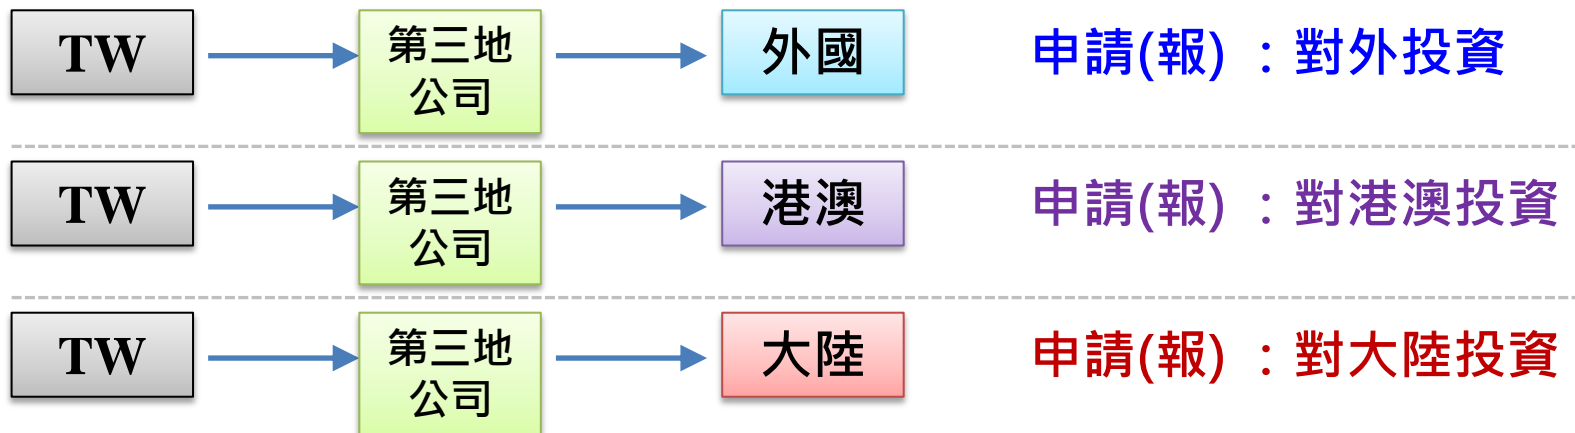 TW
第三地
公司
外國
申請(報) ：對外投資
TW
第三地
公司
港澳
申請(報) ：對港澳投資
TW
第三地
公司
大陸
申請(報) ：對大陸投資